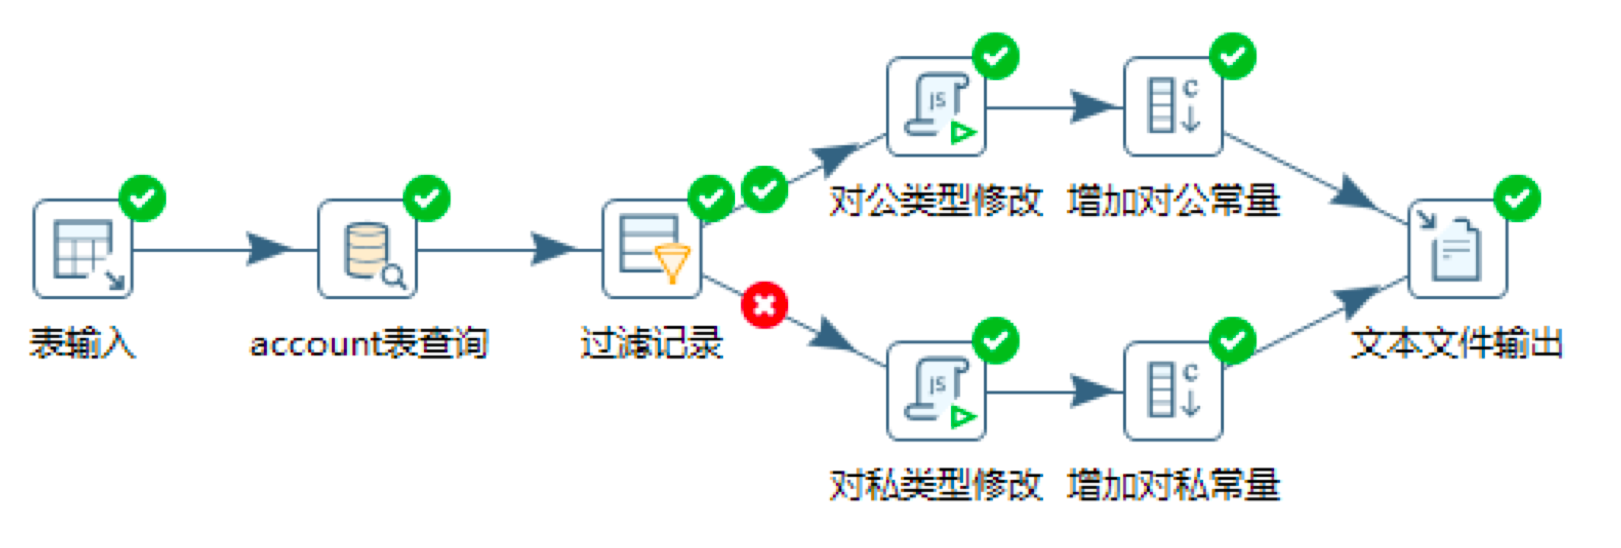 js
C
对公类型修改
增加对公常量
表输入
account表查询
过滤记录
文本文件输出
js
C
对私类型修改
增加对私常量